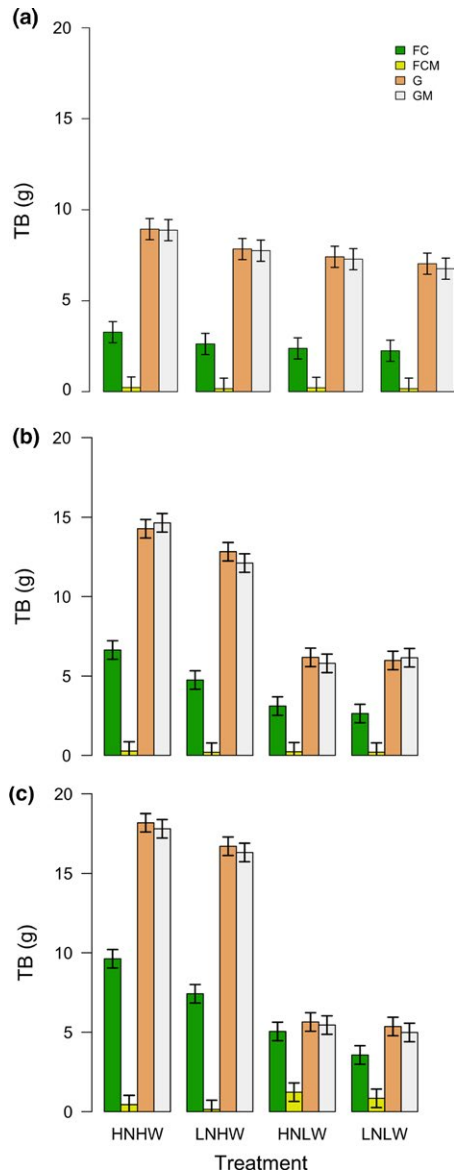 (a)
20
FC
FCM
G
GM
15
TB (g)
10
5
0
(b)
20
15
TB (g)
10
5
0
(c)
20
15
TB (g)
10
5
0
HNHW LNHW HNLW LNLW
Treatment